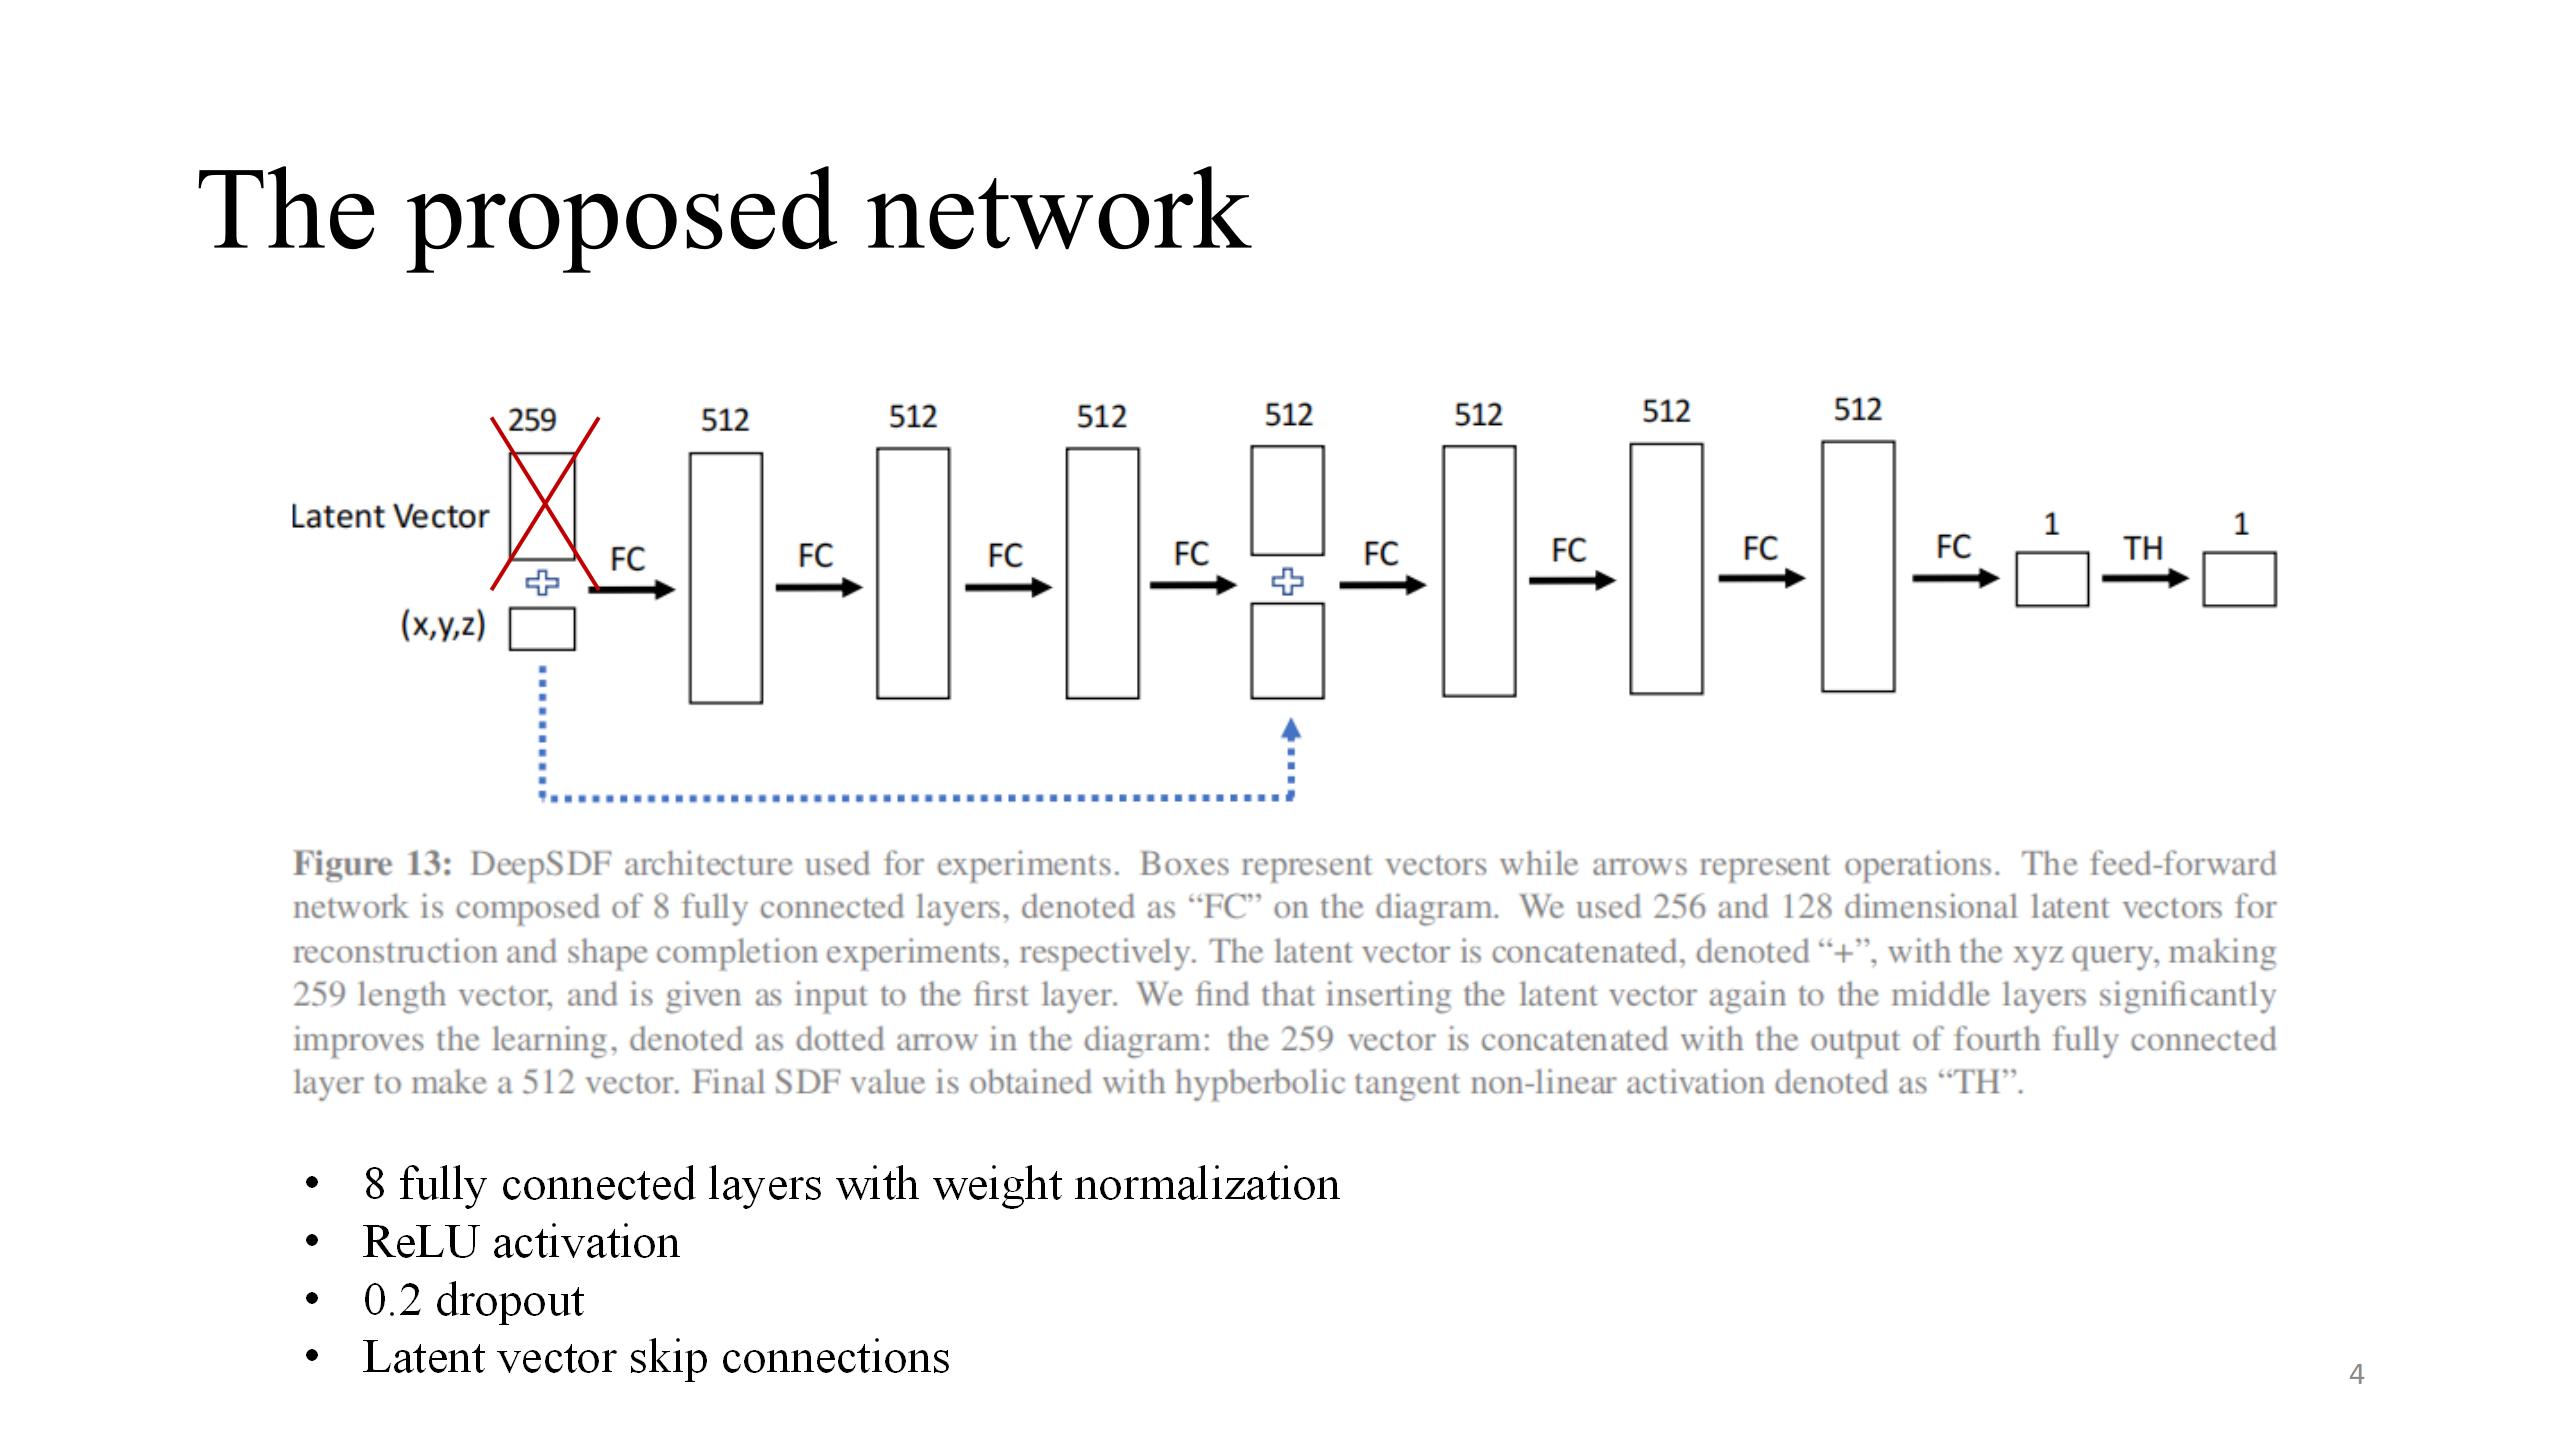 The proposed network
259 512 512 512 512 512 512 512
Latent Vector
FC FC FC FC FC FC FC FC
1 TH 1
(x,y,z)
Figure 13: DeepSDF architecture used for experiments. Boxes represent vectors while arrows represent operations. The feed-forward
network is composed of 8 fully connected layers, denoted as “FC” on the diagram. We used 256 and 128 dimensional latent vectors for
reconstruction and shape completion experiments, respectively. The latent vector is concatenated, denoted “+”, with the xyz query, making
259 length vector, and is given as input to the first layer. We find that inserting the latent vector again to the middle layers significantly
improves the learning, denoted as dotted arrow in the diagram: the 259 vector is concatenated with the output of fourth fully connected
layer to make a 512 vector. Final SDF value is obtained with hypberbolic tangent non-linear activation denoted as “TH”.
• 8 fully connected layers with weight normalization
• ReLU activation
• 0.2 dropout
• Latent vector skip connections
4